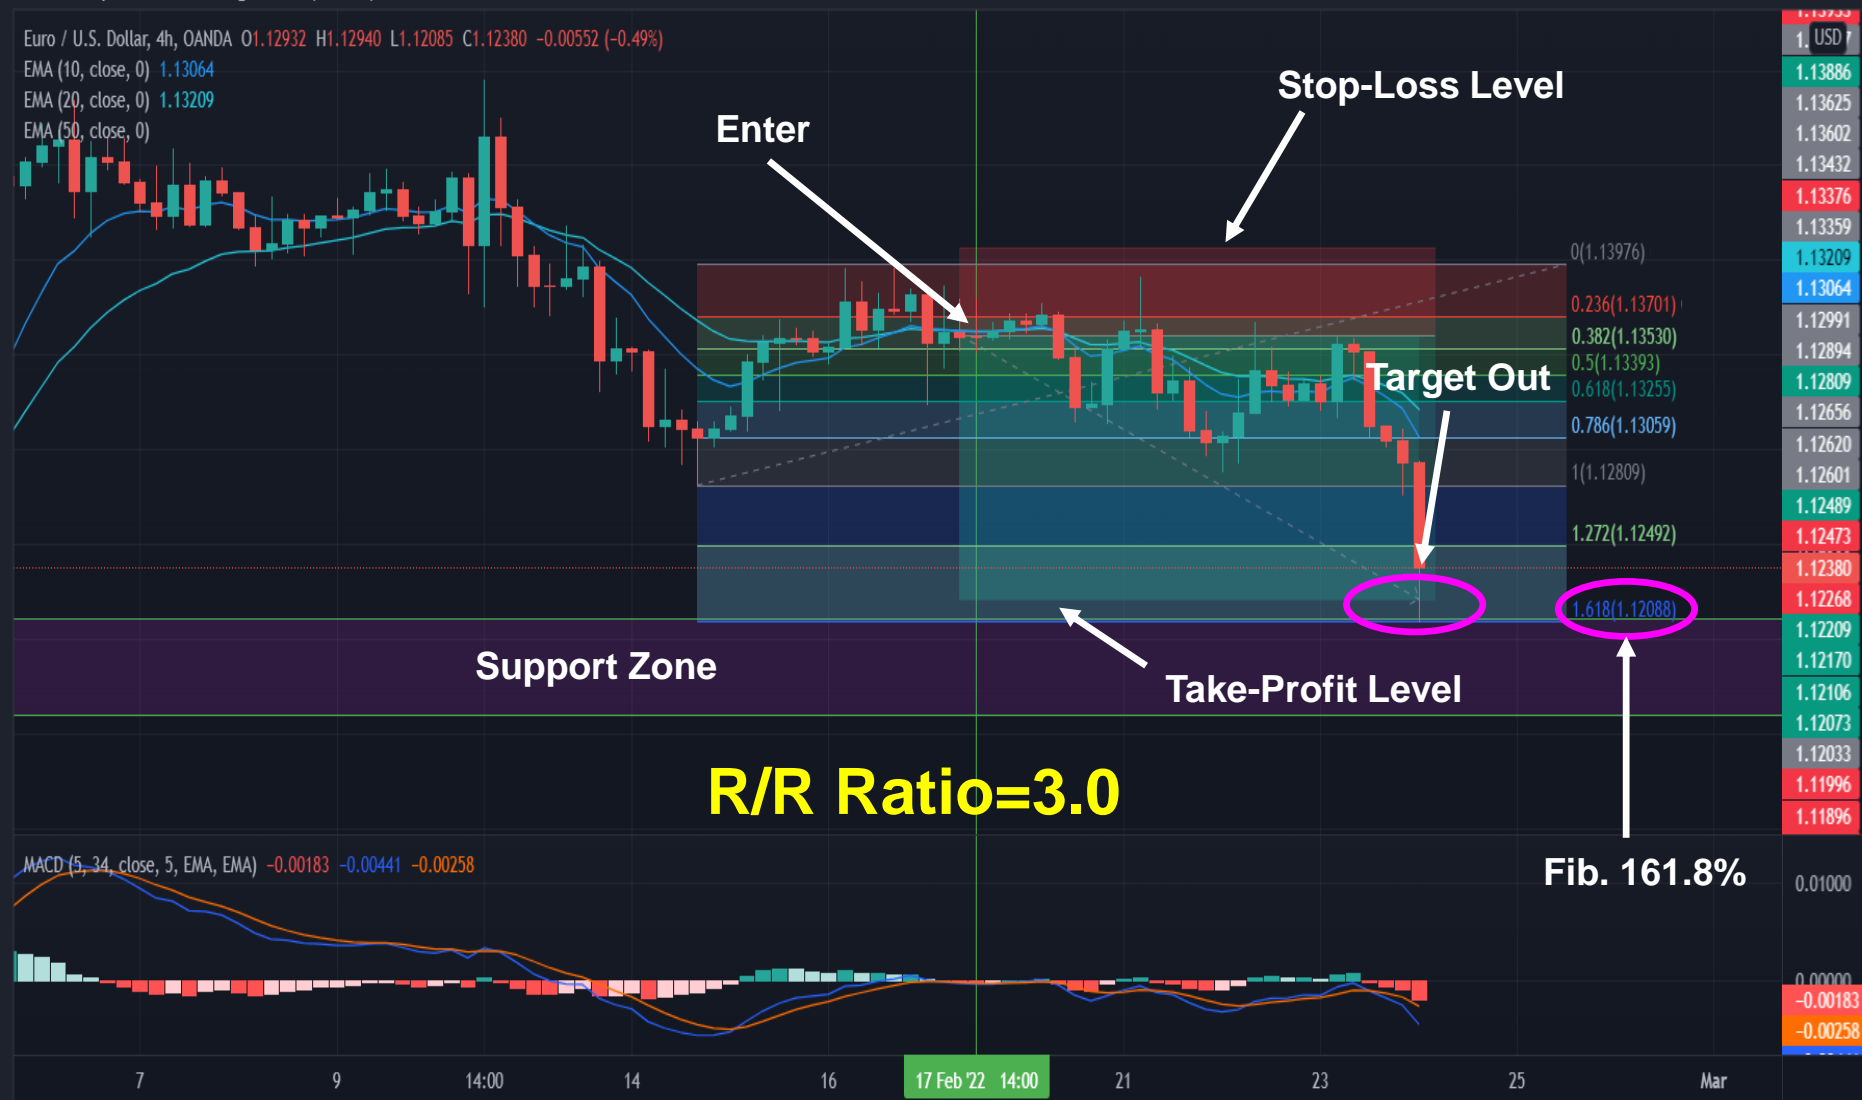 Euro / U.S. Dollar, 4h, OANDA O1.12932 H1.12940 L1.12085 C1.12380 −0.00552 (−0.49%)
EMA (10, close, 0) 1.13064
EMA (20, close, 0) 1.13209
EMA (50, close, 0)
Stop-Loss Level
Enter
0(1.13976)
0.236(1.13701)
0.382(1.13530)
0.5(1.13393)
0.618(1.13255)
Target Out
0.786(1.13059)
1(1.12809)
1.272(1.12492)
1.618(1.12088)
Support Zone
Take-Profit Level
R/R Ratio=3.0
Fib. 161.8%
USD
1.13886
1.13625
1.13602
1.13432
1.13376
1.13359
1.13209
1.13064
1.12991
1.12894
1.12809
1.12656
1.12620
1.12601
1.12489
1.12473
1.12380
1.12268
1.12209
1.12170
1.12106
1.12073
1.12033
1.11996
1.11896
MACD (5, 34, close, 5, EMA, EMA) −0.00183 −0.00441 −0.00258
0.01000
0.00000
−0.00183
−0.00258
7 9 14:00 14 16 17 Feb '22 14:00 21 23 25 Mar